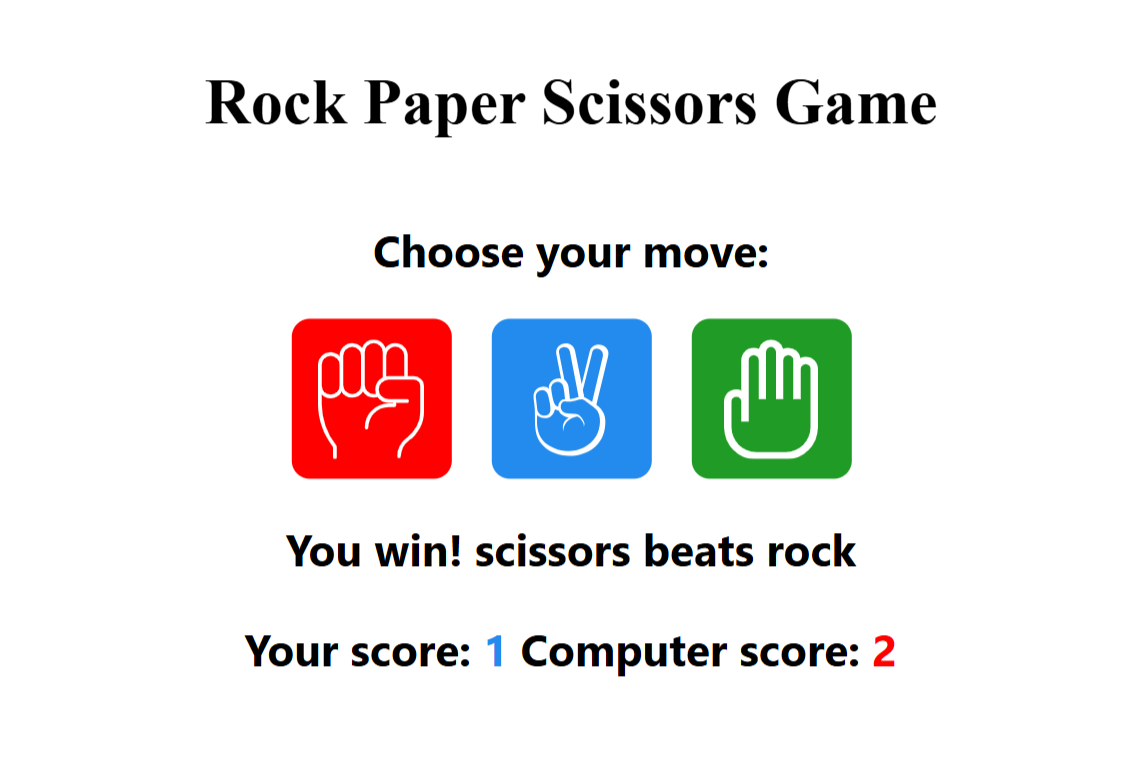 Rock Paper Scissors Game
Choose your move:
You win! scissors beats rock
Your score: 1 Computer score: 2